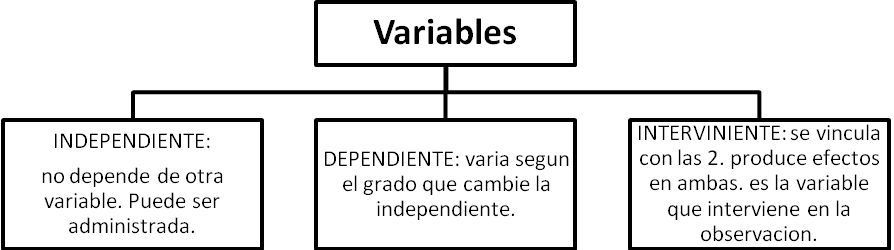 Variables
INDEPENDIENTE:
no depende de otra
variable. Puede ser
administrada.
DEPENDIENTE: varia segun
el grado que cambie la
independiente.
INTERVINIENTE: se vincula
con las 2. produce efectos
en ambas. es la variable
que interviene en la
observacion.